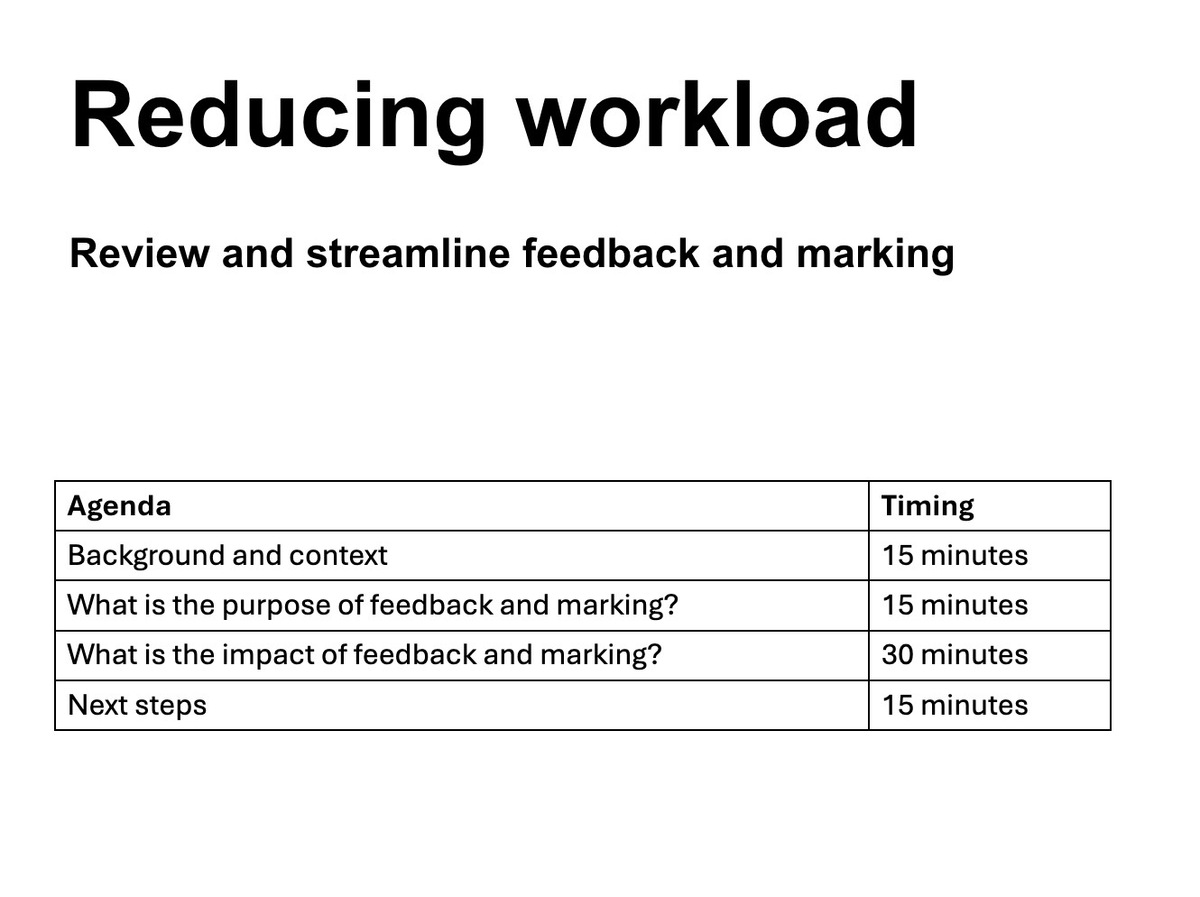 Reducing workload
Review and streamline feedback and marking
Agenda Timing
Background and context 15 minutes
What is the purpose of feedback and marking? 15 minutes
What is the impact of feedback and marking? 30 minutes
Next steps 15 minutes